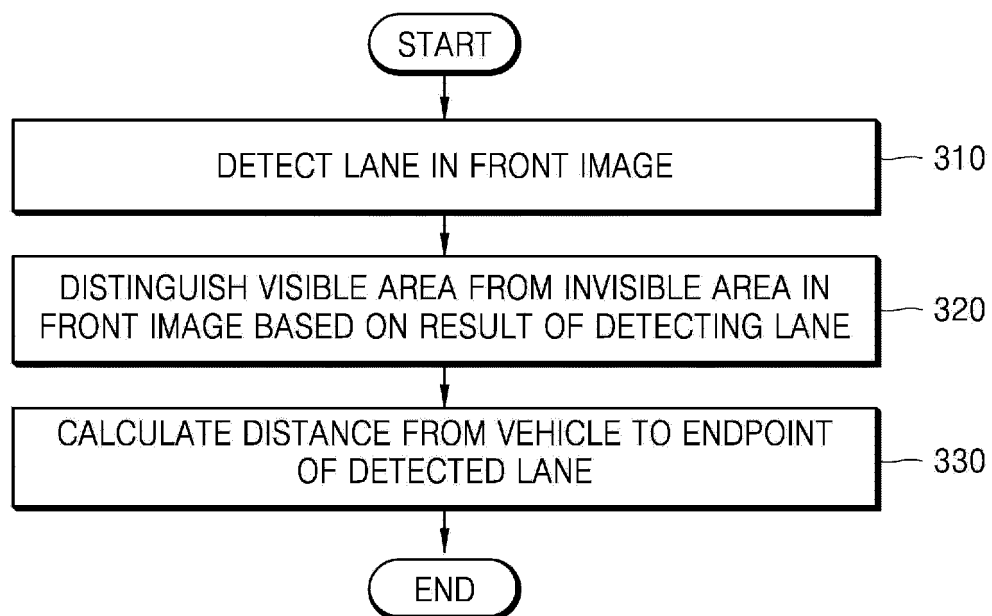 START
DETECT LANE IN FRONT IMAGE
310
DISTINGUISH VISIBLE AREA FROM INVISIBLE AREA IN
FRONT IMAGE BASED ON RESULT OF DETECTING LANE
320
CALCULATE DISTANCE FROM VEHICLE TO ENDPOINT
OF DETECTED LANE
330
END